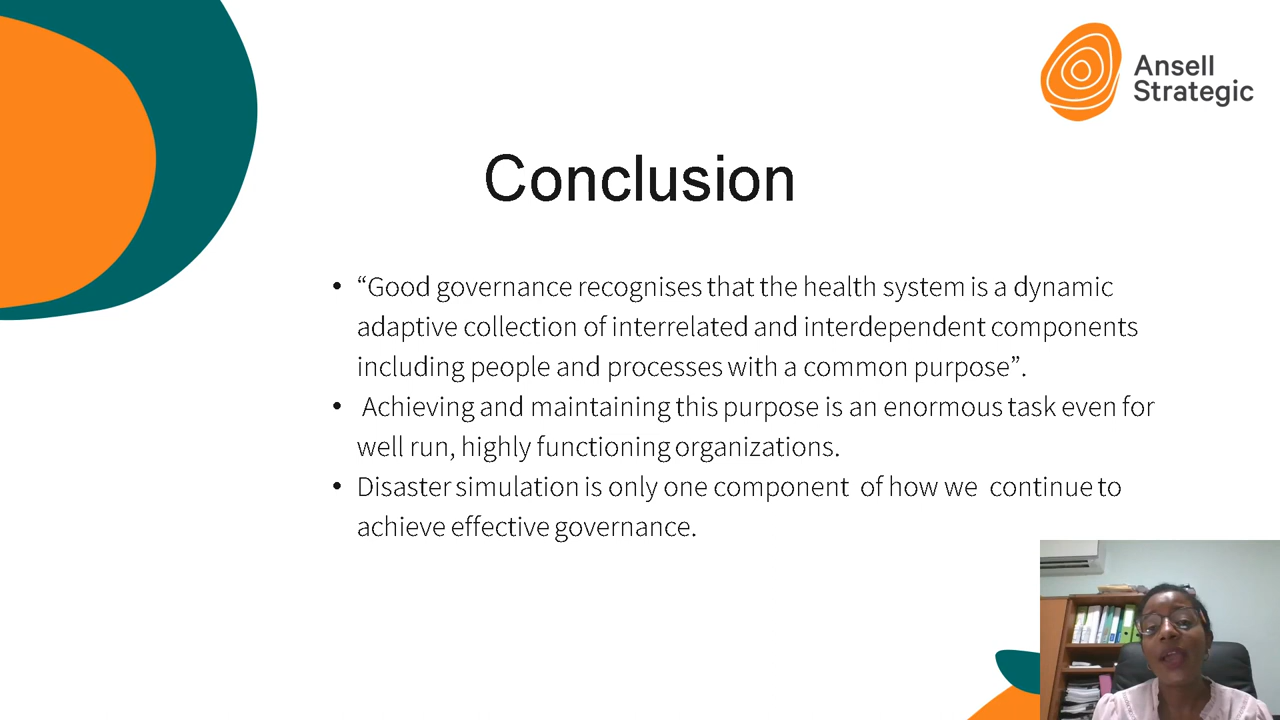 Ansell
Strategic
Conclusion
• “Good governance recognises that the health system is a dynamic
adaptive collection of interrelated and interdependent components
including people and processes with a common purpose”.
• Achieving and maintaining this purpose is an enormous task even for
well run, highly functioning organizations.
• Disaster simulation is only one component of how we continue to
achieve effective governance.